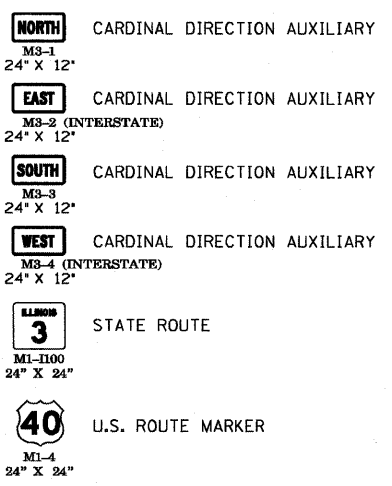 NORTH CARDINAL DIRECTION AUXILIARY
M3-1
24" X 12"
EAST CARDINAL DIRECTION AUXILIARY
M3-2 (INTERSTATE)
24" X 12"
SOUTH CARDINAL DIRECTION AUXILIARY
M3-3
24" X 12"
WEST CARDINAL DIRECTION AUXILIARY
M3-4 (INTERSTATE)
24" X 12"
ILLINOIS
3 STATE ROUTE
M1-I100
24" X 24"
40 U.S. ROUTE MARKER
M1-4
24" X 24"